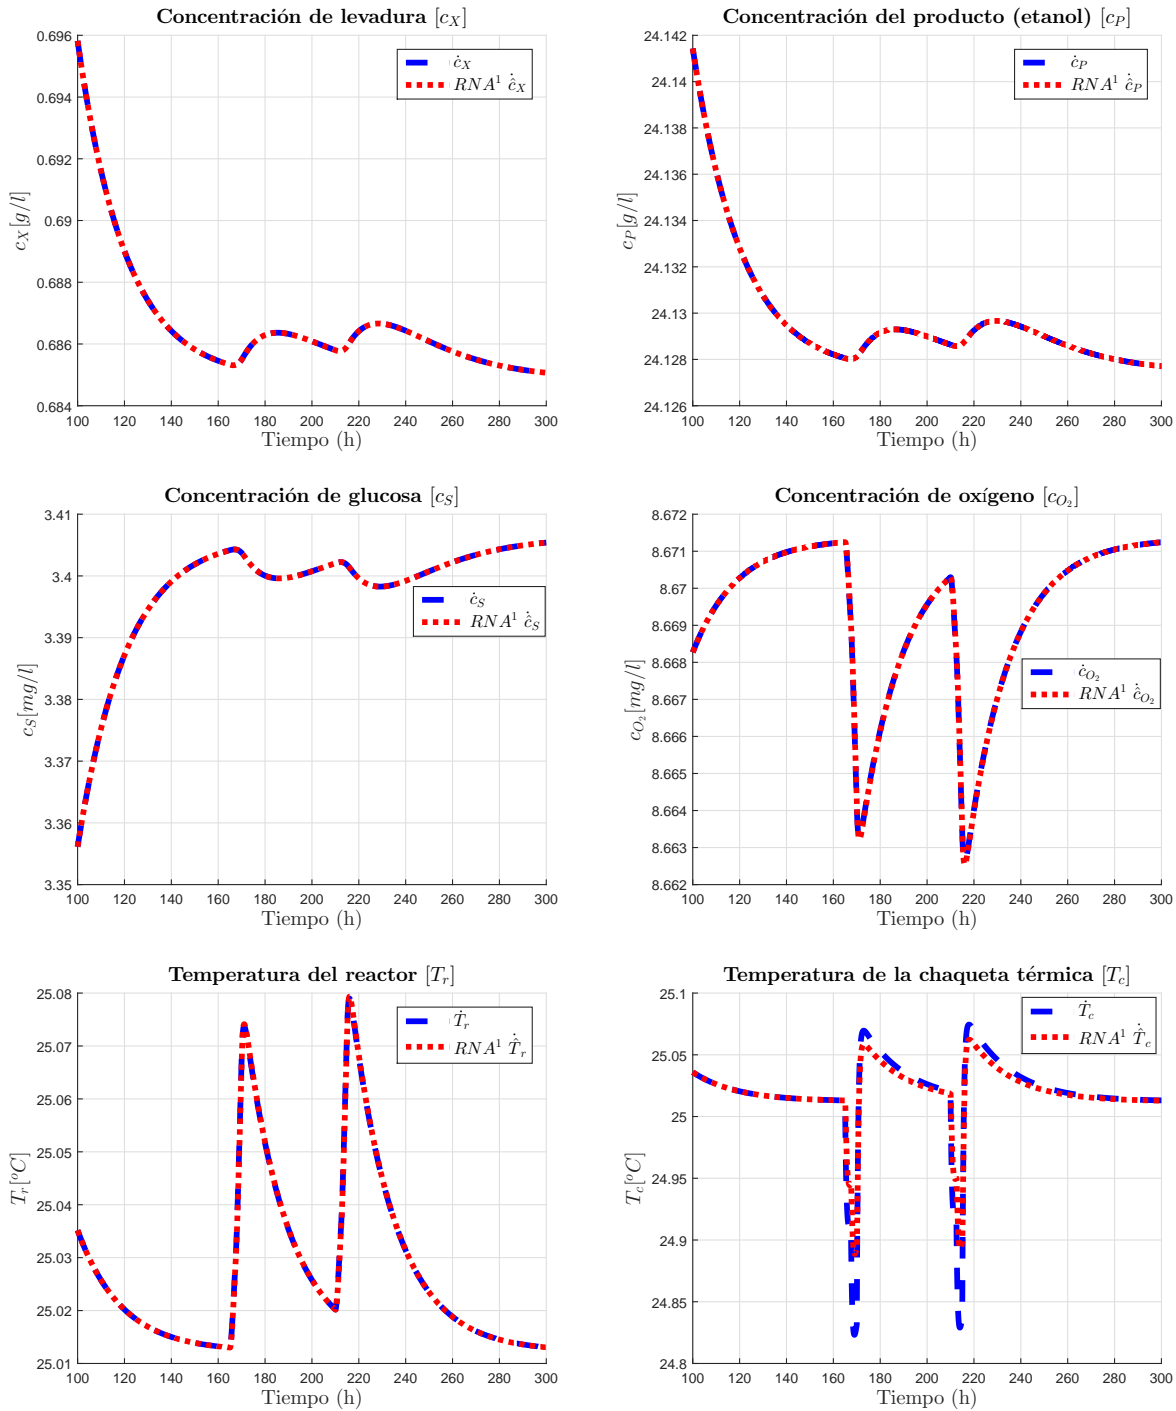 Concentración de levadura [c_X]
0.696
0.694
0.692
0.69
0.688
0.686
0.684
c_X[g/l]
ċ_X
RNA¹ ĉ̇_X
100 120 140 160 180 200 220 240 260 280 300
Tiempo (h)
Concentración del producto (etanol) [c_P]
24.142
24.14
24.138
24.136
24.134
24.132
24.13
24.128
24.126
c_P[g/l]
ċ_P
RNA¹ ĉ̇_P
100 120 140 160 180 200 220 240 260 280 300
Tiempo (h)
Concentración de glucosa [c_S]
3.41
3.4
3.39
3.38
3.37
3.36
3.35
c_S[mg/l]
ċ_S
RNA¹ ĉ̇_S
100 120 140 160 180 200 220 240 260 280 300
Tiempo (h)
Concentración de oxígeno [c_{O_2}]
8.672
8.671
8.67
8.669
8.668
8.667
8.666
8.665
8.664
8.663
8.662
c_{O_2}[mg/l]
ċ_{O_2}
RNA¹ ĉ̇_{O_2}
100 120 140 160 180 200 220 240 260 280 300
Tiempo (h)
Temperatura del reactor [T_r]
25.08
25.07
25.06
25.05
25.04
25.03
25.02
25.01
T_r[°C]
Ṫ_r
RNA¹ T̂̇_r
100 120 140 160 180 200 220 240 260 280 300
Tiempo (h)
Temperatura de la chaqueta térmica [T_c]
25.1
25.05
25
24.95
24.9
24.85
24.8
T_c[°C]
Ṫ_c
RNA¹ T̂̇_c
100 120 140 160 180 200 220 240 260 280 300
Tiempo (h)